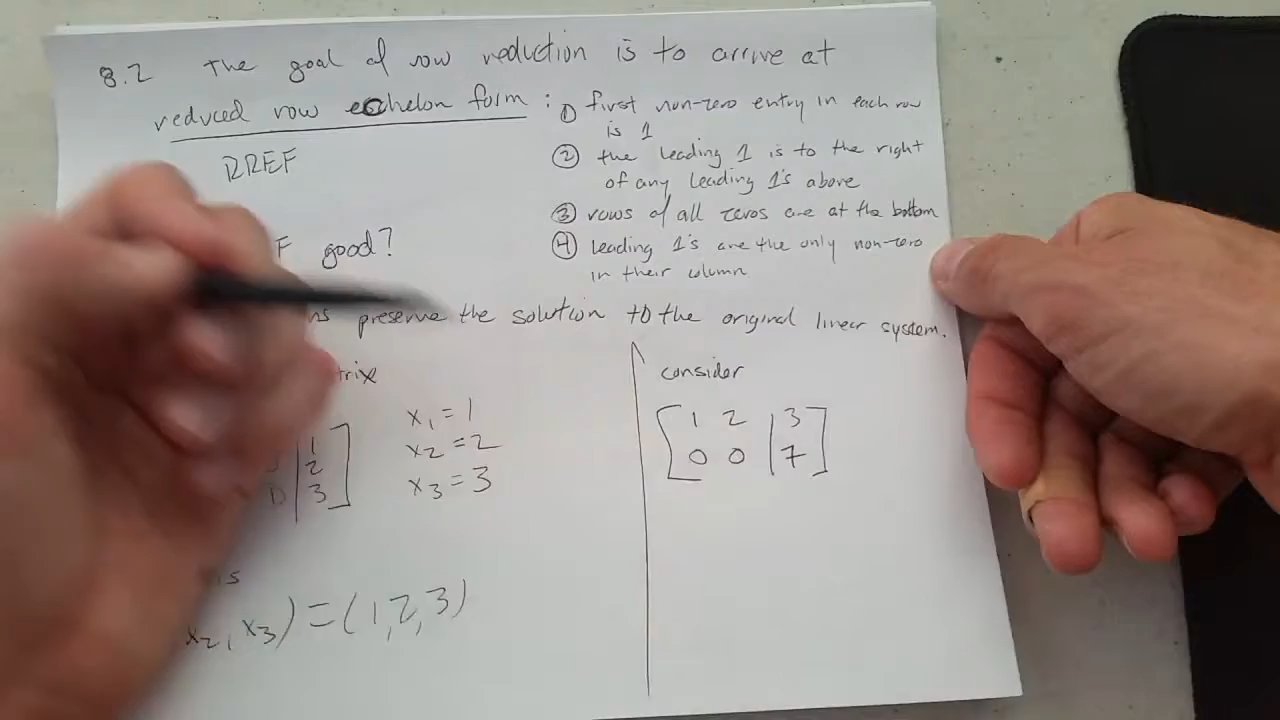 8.2 The goal of row reduction is to arrive at
reduced row echelon form :
RREF
① first non-zero entry in each row
is 1
② the leading 1 is to the right
of any leading 1's above
③ rows of all zeros are at the bottom
④ leading 1's are the only non-zero
in their column
F good?
preserve the solution to the original linear system.
x₁ = 1
1 x₂ = 2
2 x₃ = 3
3
is
x₂, x₃) = (1, 2, 3)
consider
[ 1 2 | 3 ]
[ 0 0 | 7 ]